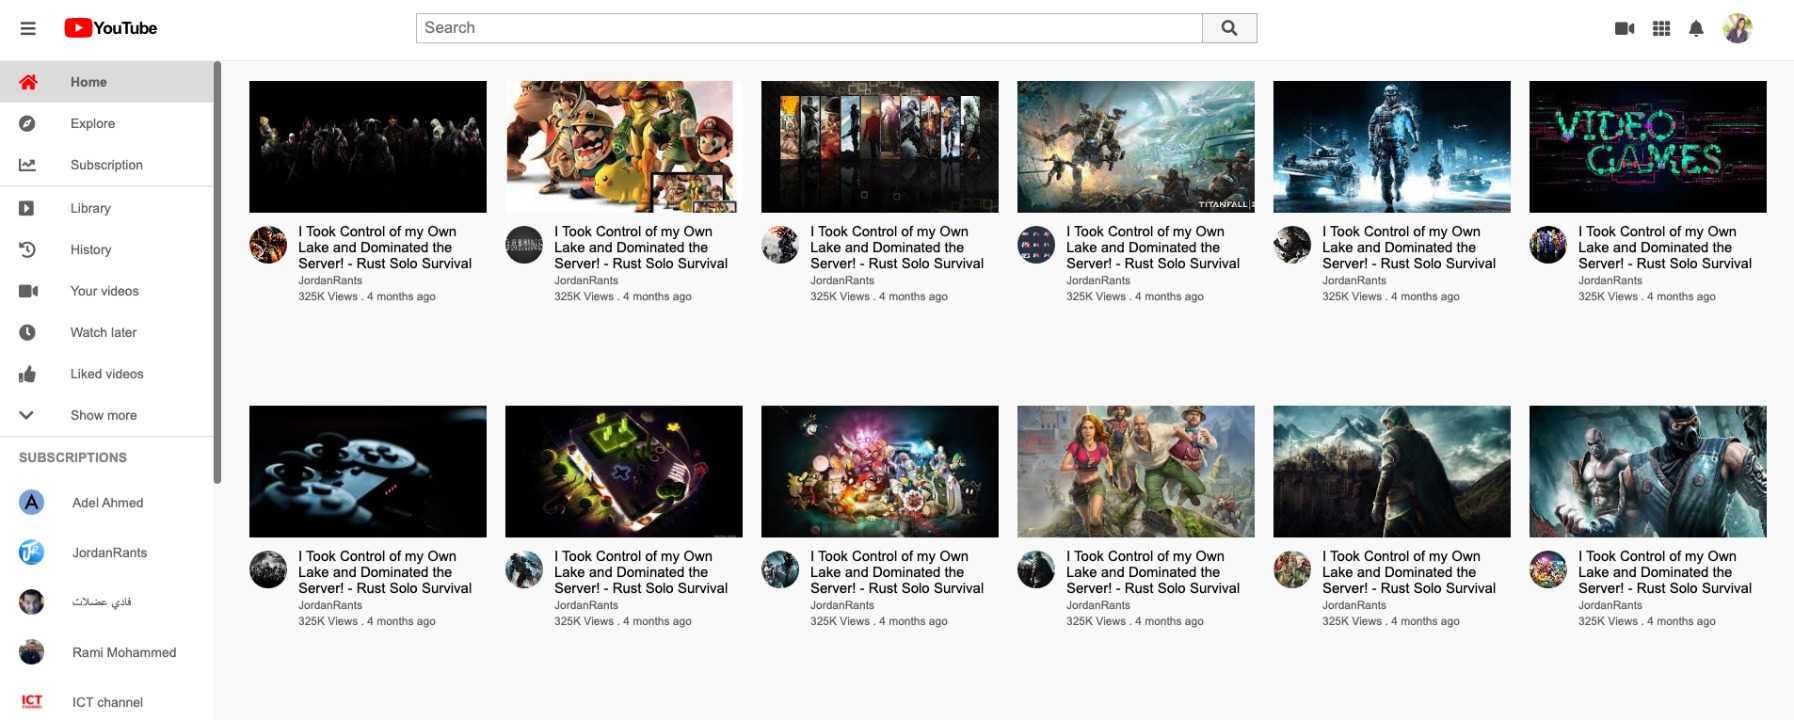 YouTube
Search
Home
Explore
Subscription
Library
History
Your videos
Watch later
Liked videos
Show more
SUBSCRIPTIONS
Adel Ahmed
JordanRants
فادي عضلات
Rami Mohammed
ICT channel
ICT
CHANNEL
TITANFALL
VIDEO
GAMES
I Took Control of my Own
Lake and Dominated the
Server! - Rust Solo Survival
JordanRants
325K Views . 4 months ago
I Took Control of my Own
Lake and Dominated the
Server! - Rust Solo Survival
JordanRants
325K Views . 4 months ago
I Took Control of my Own
Lake and Dominated the
Server! - Rust Solo Survival
JordanRants
325K Views . 4 months ago
I Took Control of my Own
Lake and Dominated the
Server! - Rust Solo Survival
JordanRants
325K Views . 4 months ago
I Took Control of my Own
Lake and Dominated the
Server! - Rust Solo Survival
JordanRants
325K Views . 4 months ago
I Took Control of my Own
Lake and Dominated the
Server! - Rust Solo Survival
JordanRants
325K Views . 4 months ago
I Took Control of my Own
Lake and Dominated the
Server! - Rust Solo Survival
JordanRants
325K Views . 4 months ago
I Took Control of my Own
Lake and Dominated the
Server! - Rust Solo Survival
JordanRants
325K Views . 4 months ago
I Took Control of my Own
Lake and Dominated the
Server! - Rust Solo Survival
JordanRants
325K Views . 4 months ago
I Took Control of my Own
Lake and Dominated the
Server! - Rust Solo Survival
JordanRants
325K Views . 4 months ago
I Took Control of my Own
Lake and Dominated the
Server! - Rust Solo Survival
JordanRants
325K Views . 4 months ago
I Took Control of my Own
Lake and Dominated the
Server! - Rust Solo Survival
JordanRants
325K Views . 4 months ago